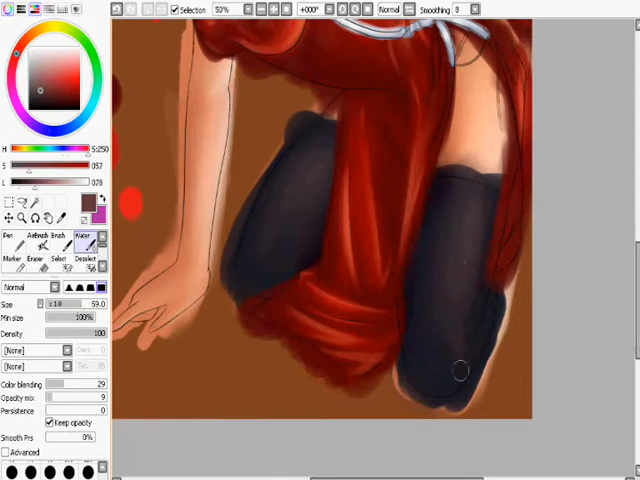 Selection 50% +000° Normal Smoothing 8
H S:250
S 057
L 078
Pen AirBrush Brush Water
Marker Eraser Select Deselect
Normal
Size x 1.0 59.0
Min size 100%
Density 100
[None]
[None]
Color blending 29
Opacity mix 9
Persistence 0
Keep opacity
Smooth Prs 0%
Advanced